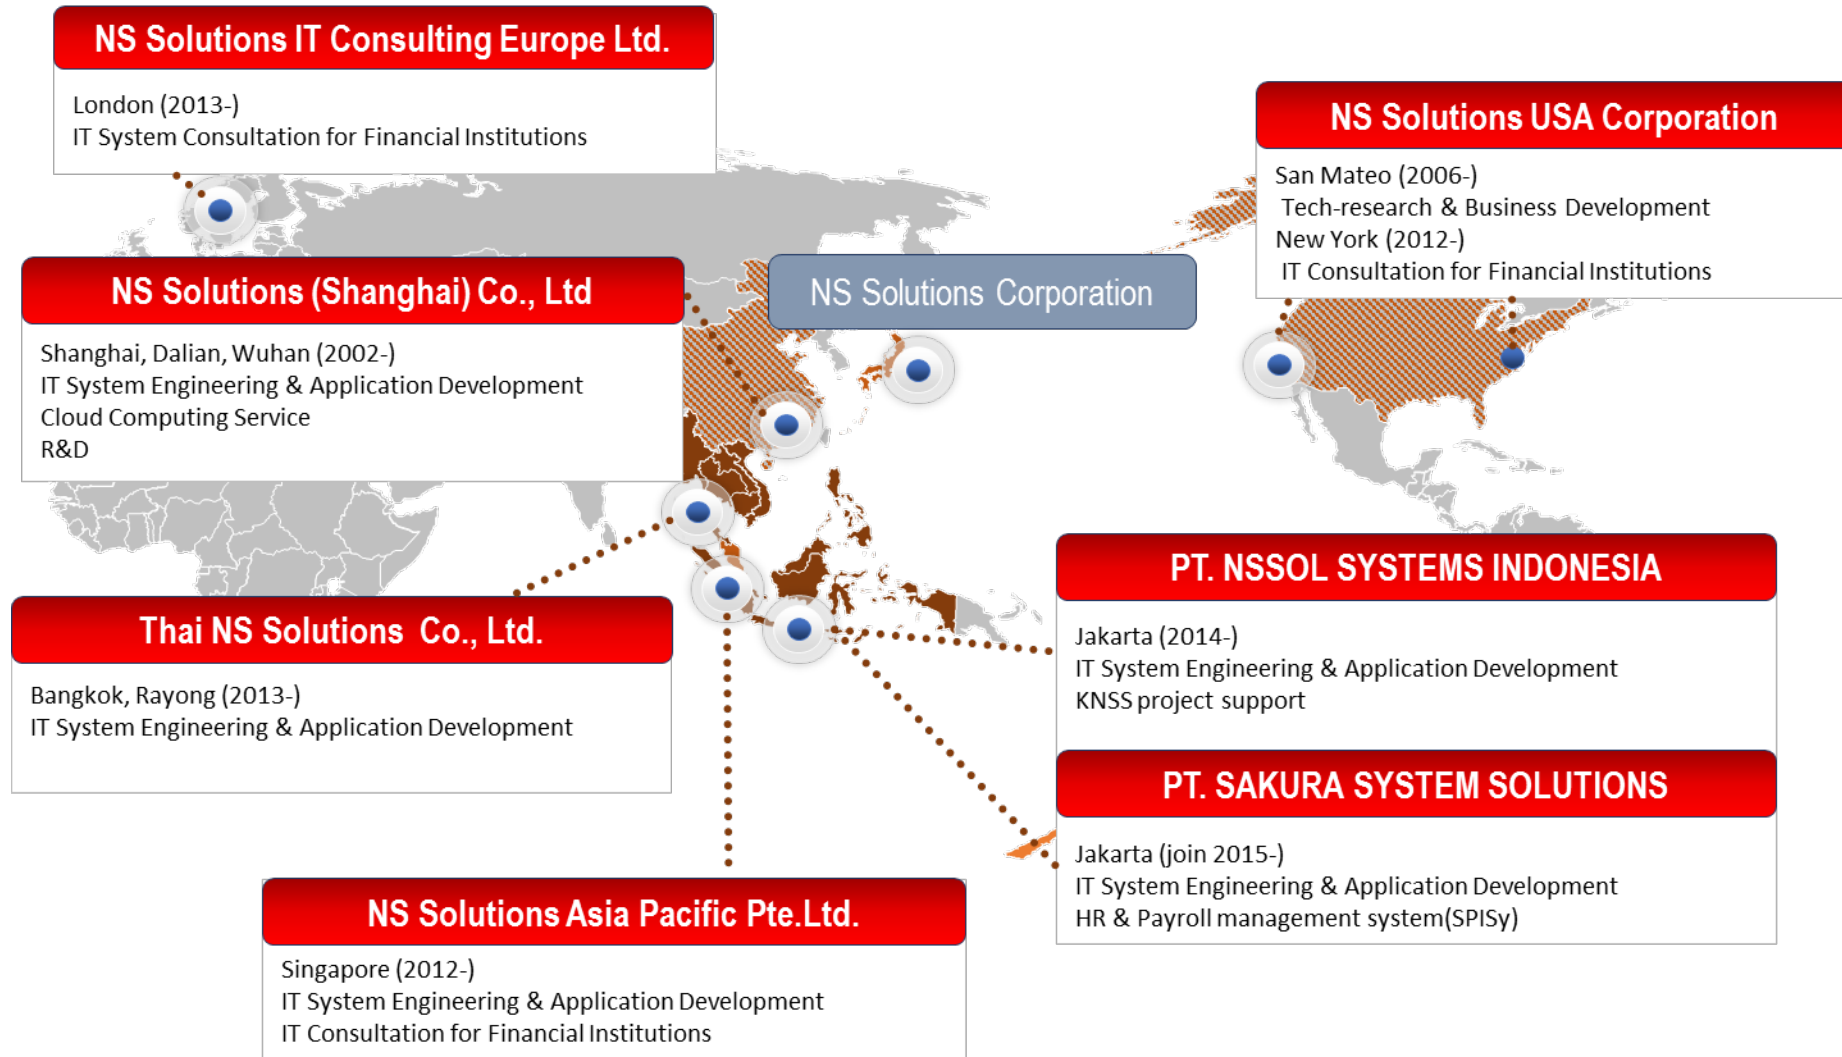 NS Solutions IT Consulting Europe Ltd.
London (2013-)
IT System Consultation for Financial Institutions
NS Solutions USA Corporation
San Mateo (2006-)
Tech-research & Business Development
New York (2012-)
IT Consultation for Financial Institutions
NS Solutions (Shanghai) Co., Ltd
Shanghai, Dalian, Wuhan (2002-)
IT System Engineering & Application Development
Cloud Computing Service
R&D
NS Solutions Corporation
Thai NS Solutions Co., Ltd.
Bangkok, Rayong (2013-)
IT System Engineering & Application Development
PT. NSSOL SYSTEMS INDONESIA
Jakarta (2014-)
IT System Engineering & Application Development
KNSS project support
PT. SAKURA SYSTEM SOLUTIONS
Jakarta (join 2015-)
IT System Engineering & Application Development
HR & Payroll management system(SPISy)
NS Solutions Asia Pacific Pte.Ltd.
Singapore (2012-)
IT System Engineering & Application Development
IT Consultation for Financial Institutions